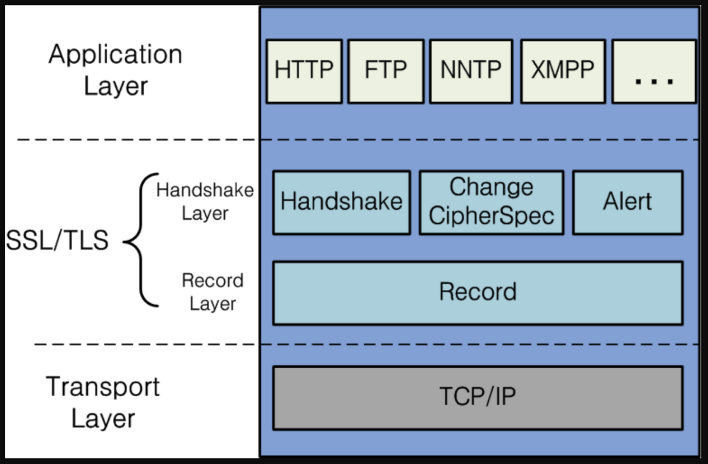 Application
Layer
HTTP
FTP
NNTP
XMPP
...
SSL/TLS
Handshake
Layer
Handshake
Change
CipherSpec
Alert
Record
Layer
Record
Transport
Layer
TCP/IP